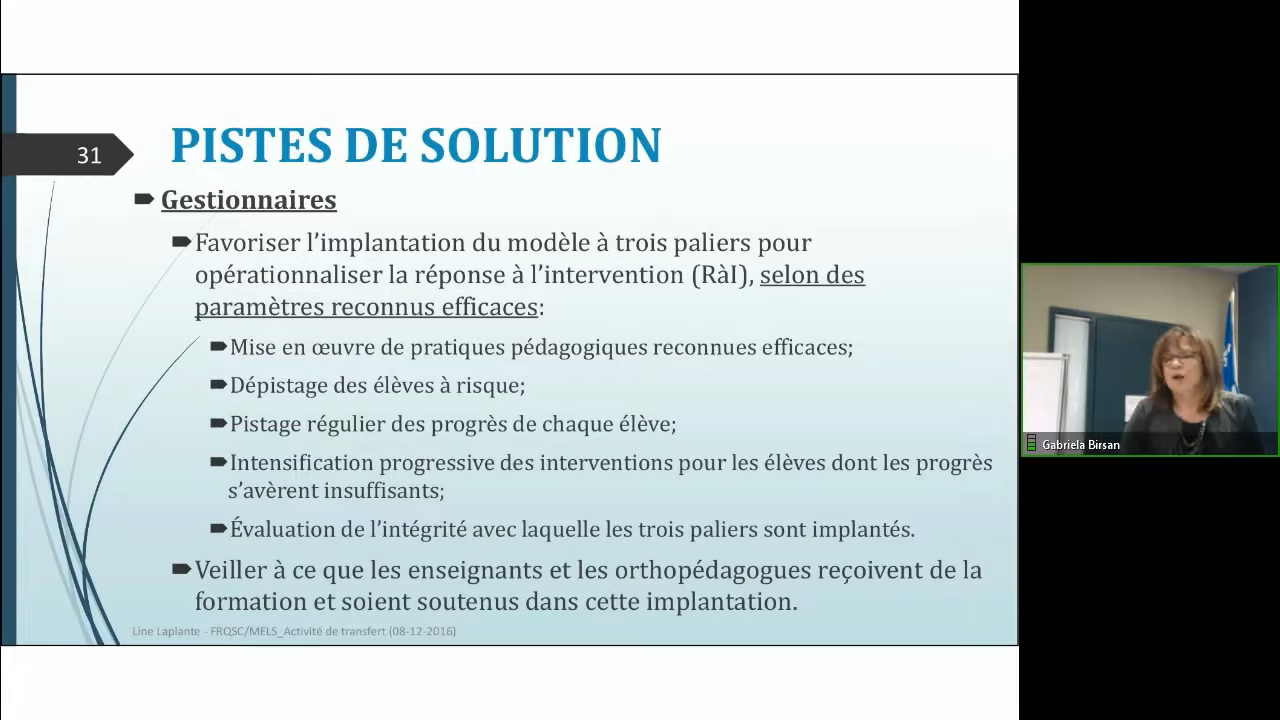 31
PISTES DE SOLUTION
Gestionnaires
Favoriser l’implantation du modèle à trois paliers pour
opérationnaliser la réponse à l’intervention (RàI), selon des
paramètres reconnus efficaces:
Mise en œuvre de pratiques pédagogiques reconnues efficaces;
Dépistage des élèves à risque;
Pistage régulier des progrès de chaque élève;
Intensification progressive des interventions pour les élèves dont les progrès
s’avèrent insuffisants;
Évaluation de l’intégrité avec laquelle les trois paliers sont implantés.
Veiller à ce que les enseignants et les orthopédagogues reçoivent de la
formation et soient soutenus dans cette implantation.
Line Laplante - FRQSC/MELS_Activité de transfert (08-12-2016)
Gabriela Birsan